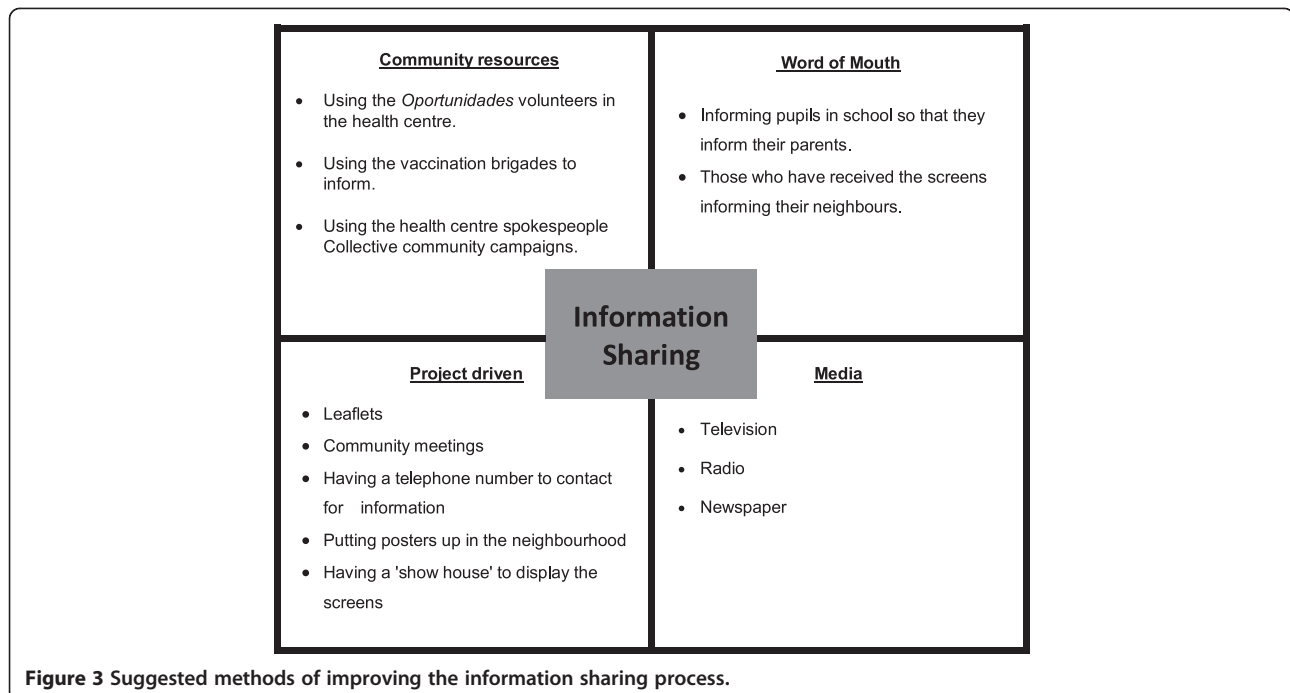 Community resources
• Using the Oportunidades volunteers in
the health centre.
• Using the vaccination brigades to
inform.
• Using the health centre spokespeople
Collective community campaigns.
Word of Mouth
• Informing pupils in school so that they
inform their parents.
• Those who have received the screens
informing their neighbours.
Information
Sharing
Project driven
• Leaflets
• Community meetings
• Having a telephone number to contact
for information
• Putting posters up in the neighbourhood
• Having a 'show house' to display the
screens
Media
• Television
• Radio
• Newspaper
Figure 3 Suggested methods of improving the information sharing process.